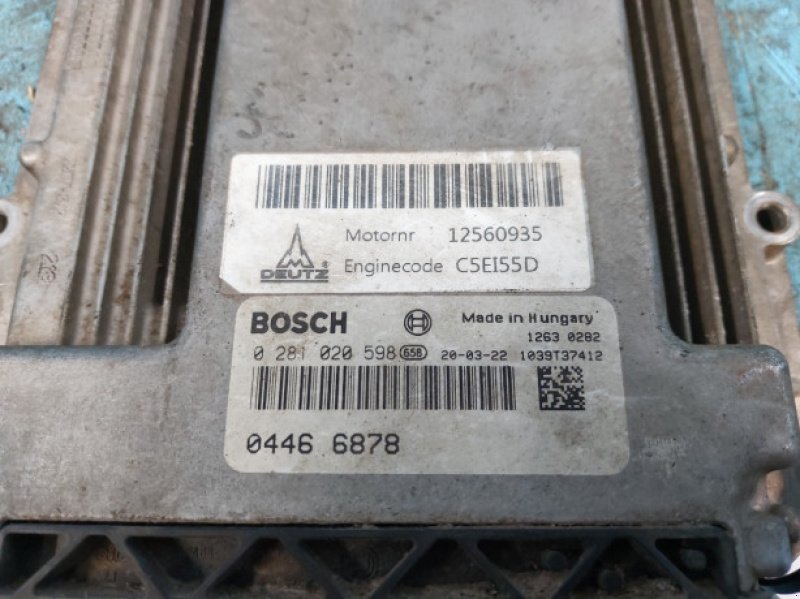 Motornr 12560935
DEUTZ ®
Enginecode C5EI55D
BOSCH Made in Hungary
1263 0282
0 281 020 598 658 20-03-22 1039T37412
0446 6878